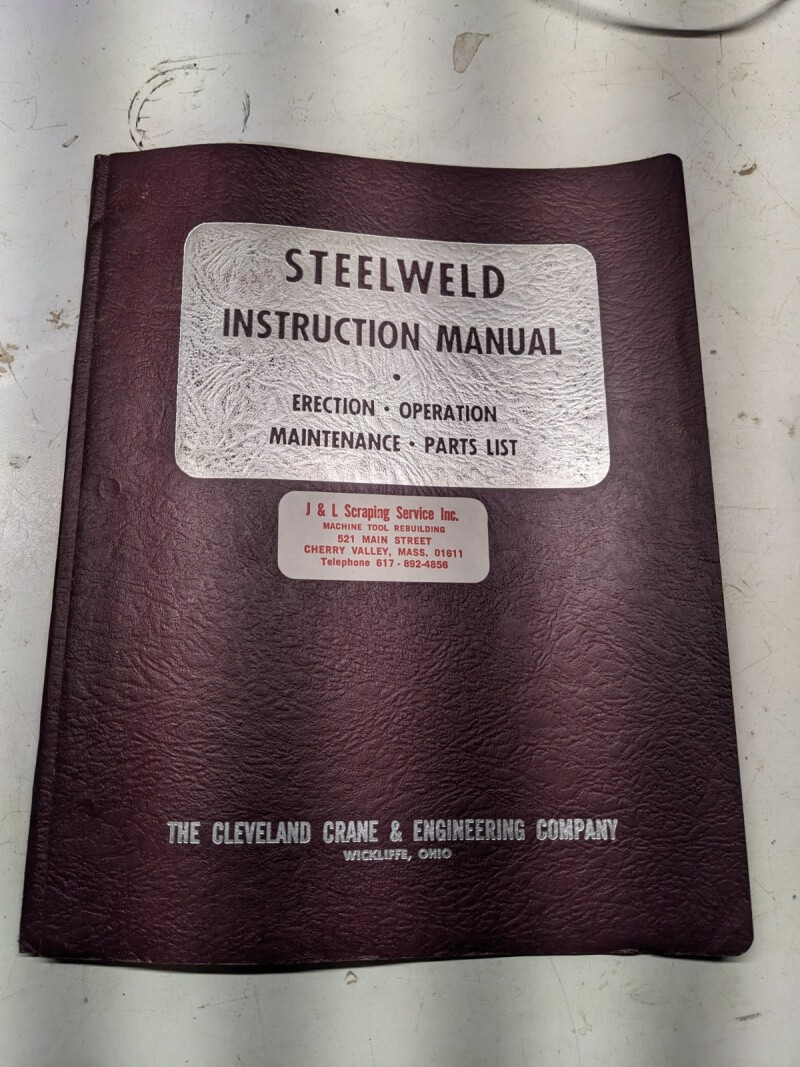 STEELWELD
INSTRUCTION MANUAL
•
ERECTION • OPERATION
MAINTENANCE • PARTS LIST
J & L Scraping Service Inc.
MACHINE TOOL REBUILDING
521 MAIN STREET
CHERRY VALLEY, MASS. 01611
Telephone 617 - 892-4856
THE CLEVELAND CRANE & ENGINEERING COMPANY
WICKLIFFE, OHIO